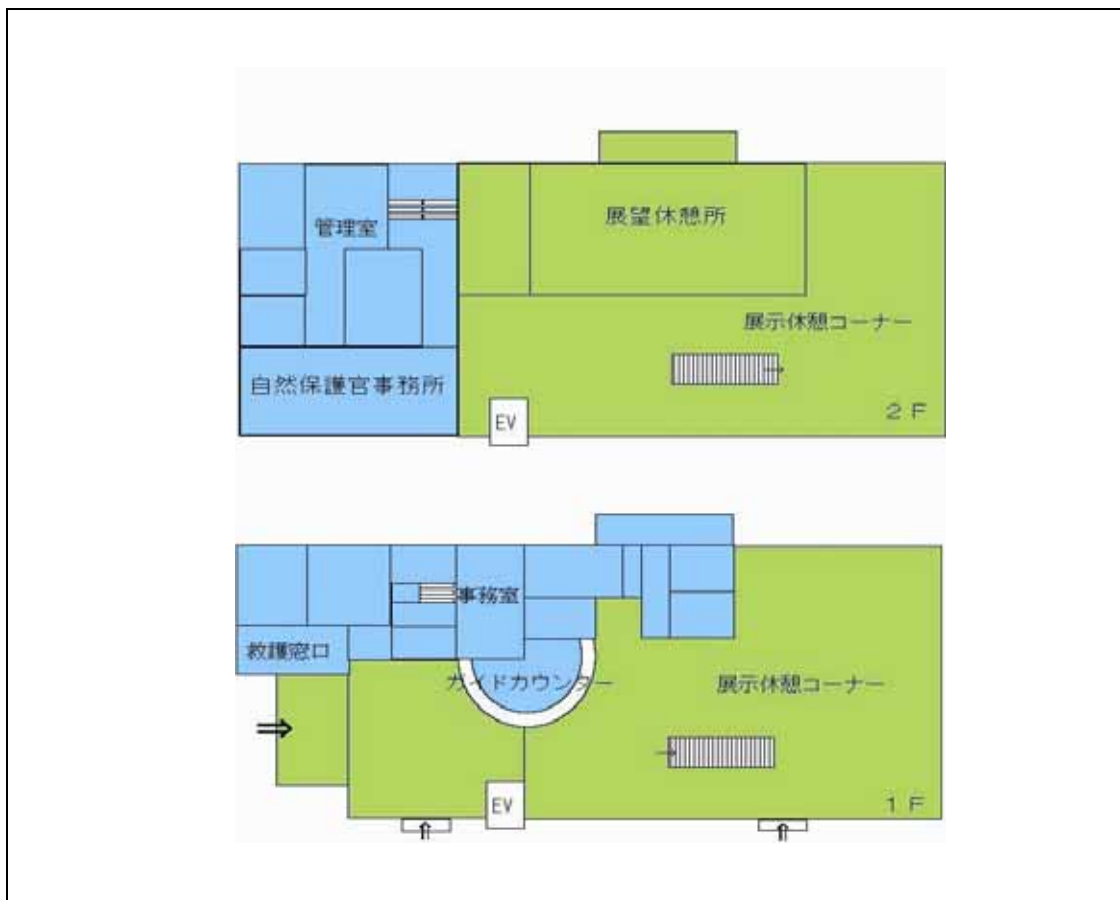 展望休憩所
管理室
展示休憩コーナー
自然保護官事務所
2F
EV
事務室
救護窓口
ガイドカウンター
展示休憩コーナー
EV
1F